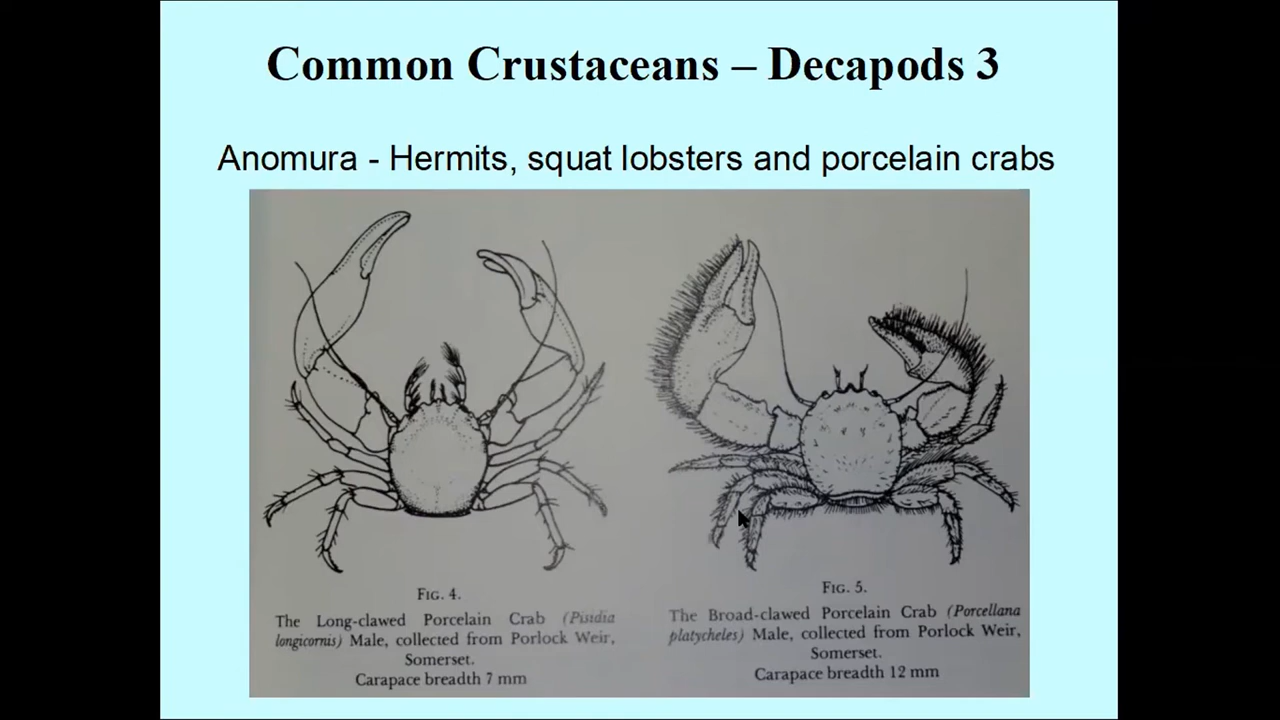 Common Crustaceans – Decapods 3
Anomura - Hermits, squat lobsters and porcelain crabs
FIG. 4.
The Long-clawed Porcelain Crab (Pisidia
longicornis) Male, collected from Porlock Weir,
Somerset.
Carapace breadth 7 mm
FIG. 5.
The Broad-clawed Porcelain Crab (Porcellana
platycheles) Male, collected from Porlock Weir,
Somerset.
Carapace breadth 12 mm